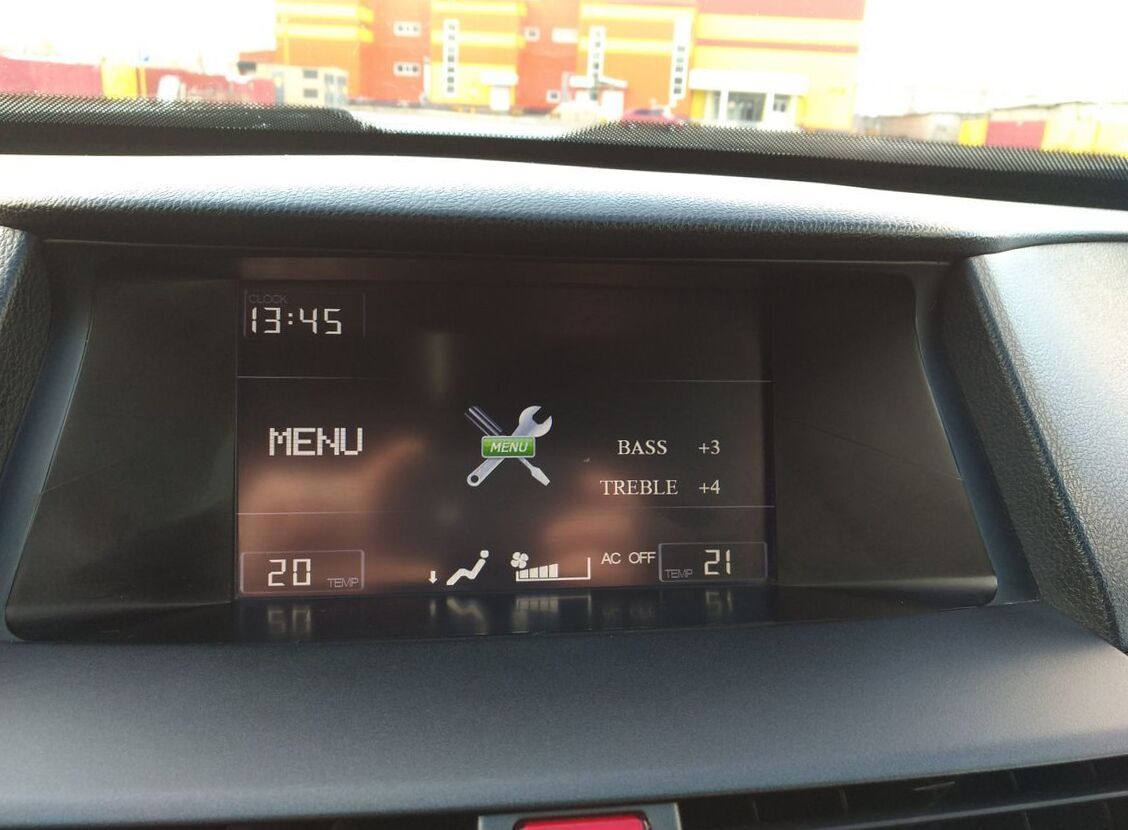 CLOCK
13:45
MENU
MENU
BASS +3
TREBLE +4
20 TEMP
AC OFF
TEMP 21